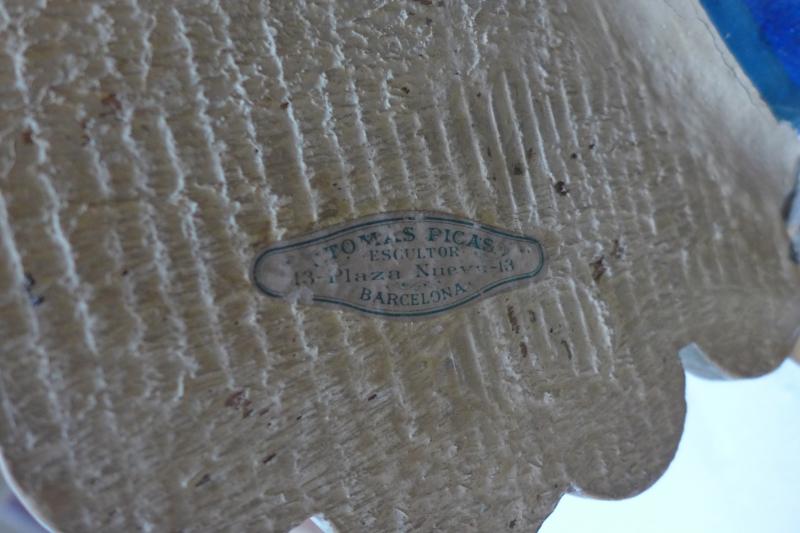 TOMAS PICAS
ESCULTOR
13-Plaza Nueva-13
BARCELONA